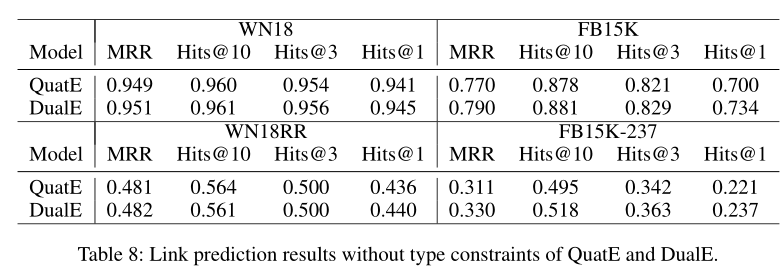 WN18 FB15K
Model MRR Hits@10 Hits@3 Hits@1 MRR Hits@10 Hits@3 Hits@1
QuatE 0.949 0.960 0.954 0.941 0.770 0.878 0.821 0.700
DualE 0.951 0.961 0.956 0.945 0.790 0.881 0.829 0.734
WN18RR FB15K-237
Model MRR Hits@10 Hits@3 Hits@1 MRR Hits@10 Hits@3 Hits@1
QuatE 0.481 0.564 0.500 0.436 0.311 0.495 0.342 0.221
DualE 0.482 0.561 0.500 0.440 0.330 0.518 0.363 0.237
Table 8: Link prediction results without type constraints of QuatE and DualE.